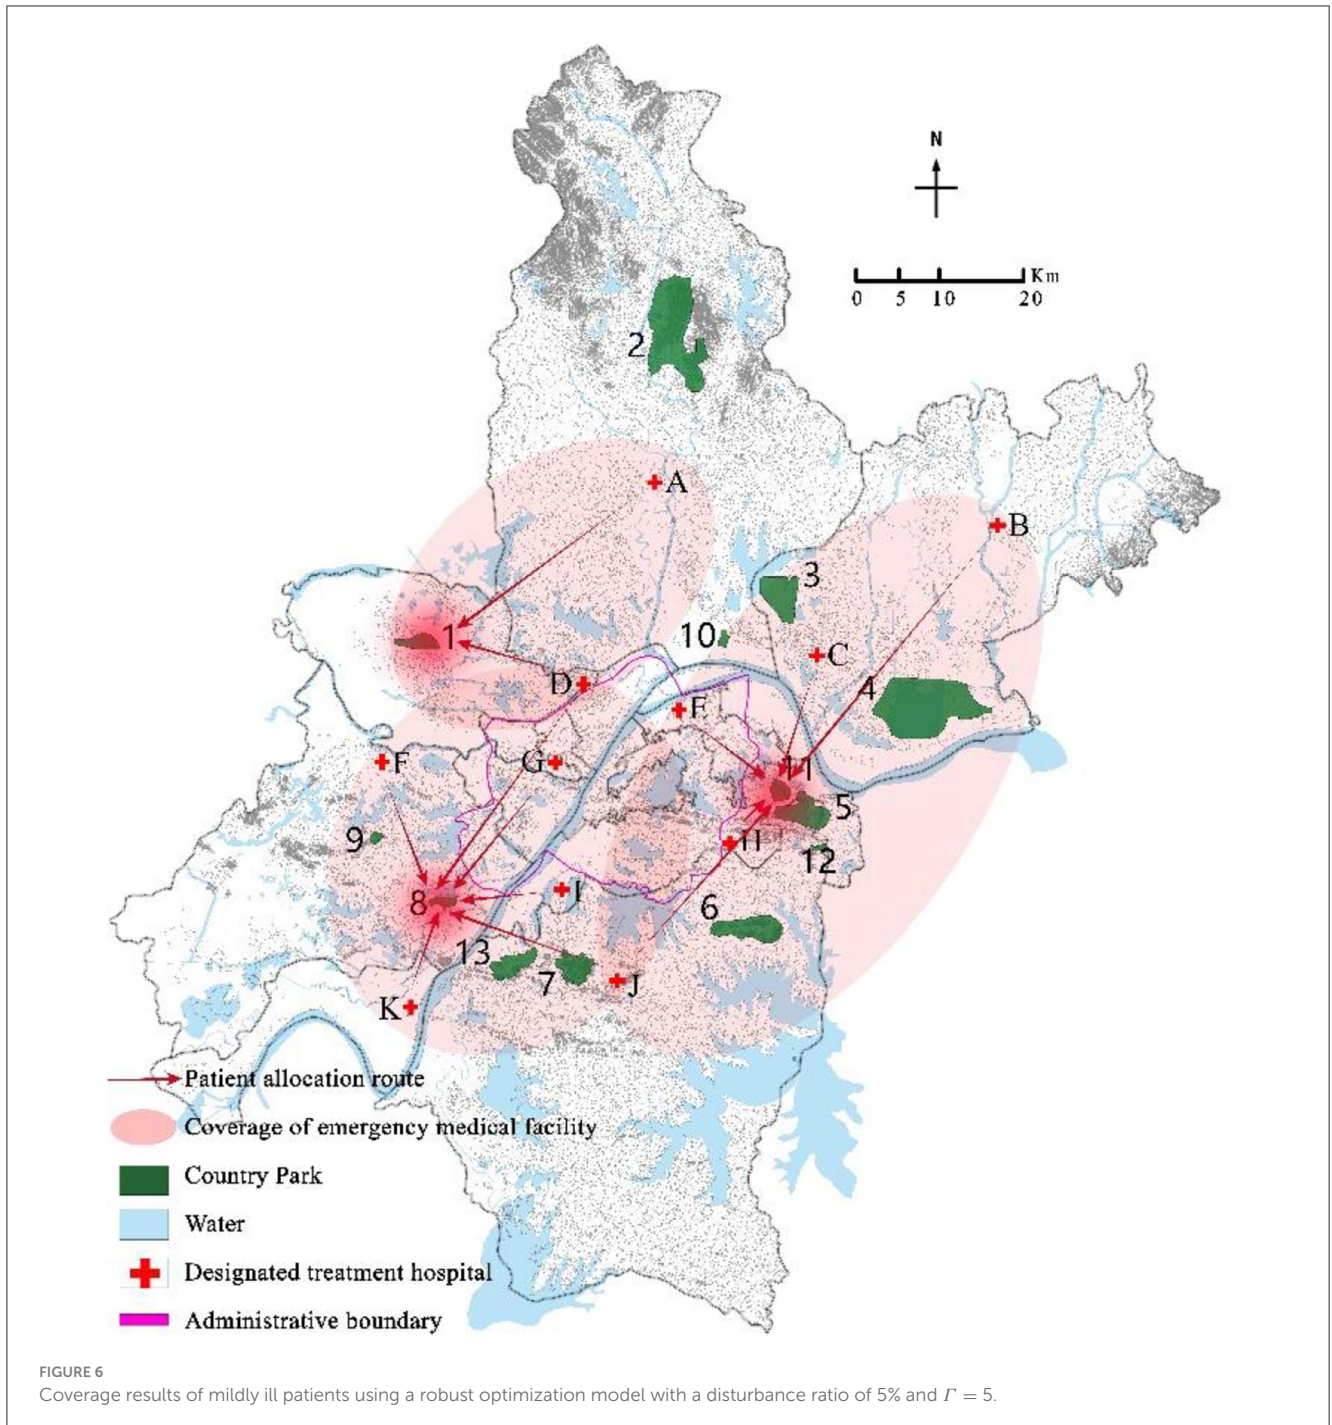 N
Km
0 5 10 20
2
A
B
3
1
10
C
D
4
E
F
G
11
5
9
H
12
8
I
6
13
7
J
K
Patient allocation route
Coverage of emergency medical facility
Country Park
Water
Designated treatment hospital
Administrative boundary
FIGURE 6
Coverage results of mildly ill patients using a robust optimization model with a disturbance ratio of 5% and Γ = 5.